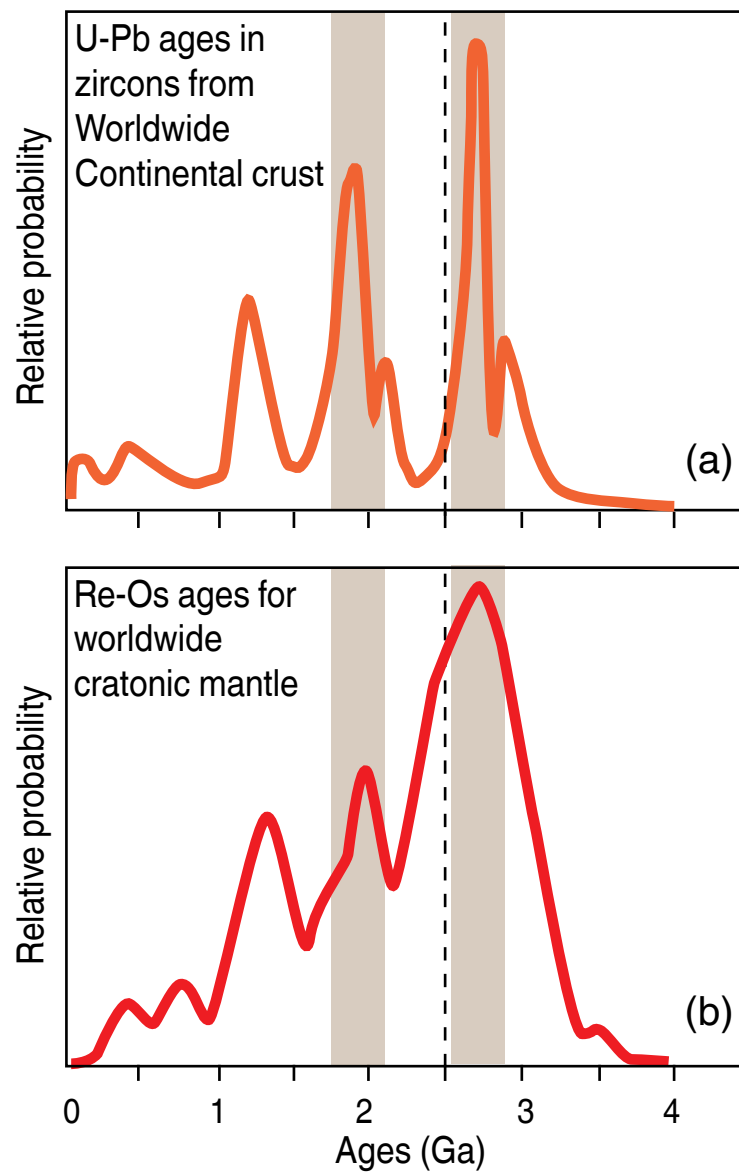 U-Pb ages in
zircons from
Worldwide
Continental crust
Relative probability
(a)
Re-Os ages for
worldwide
cratonic mantle
Relative probability
(b)
0 1 2 3 4
Ages (Ga)